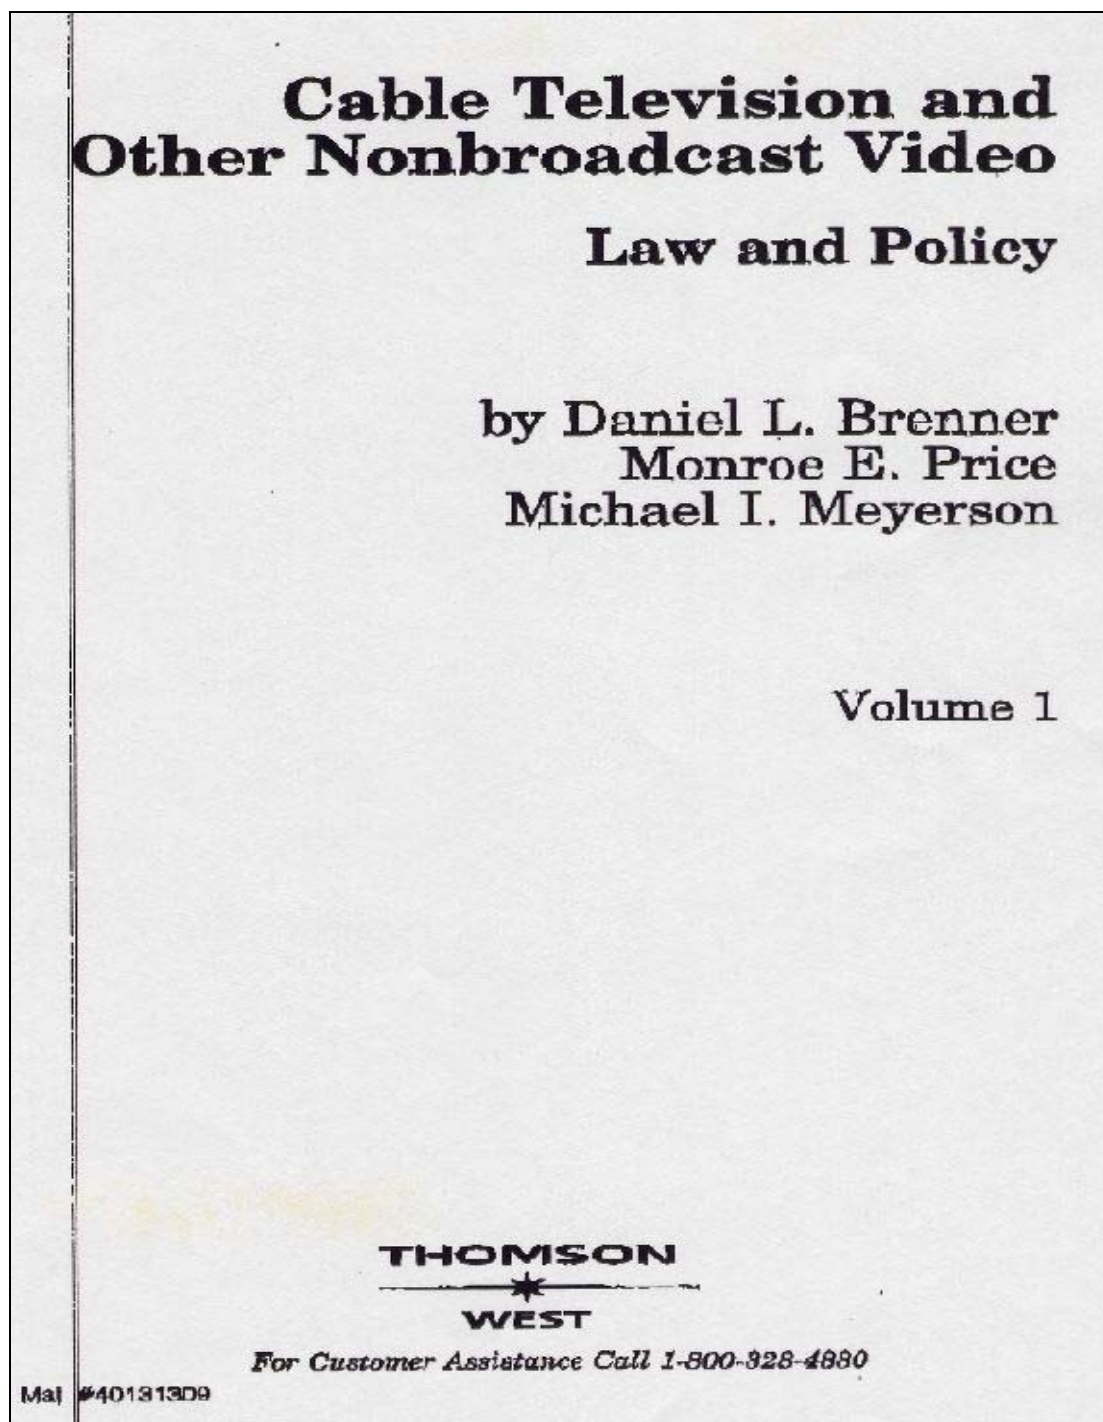 Cable Television and
Other Nonbroadcast Video
Law and Policy
by Daniel L. Brenner
Monroe E. Price
Michael I. Meyerson
Volume 1
THOMSON
WEST
For Customer Assistance Call 1-800-328-4880
Mat #40131309